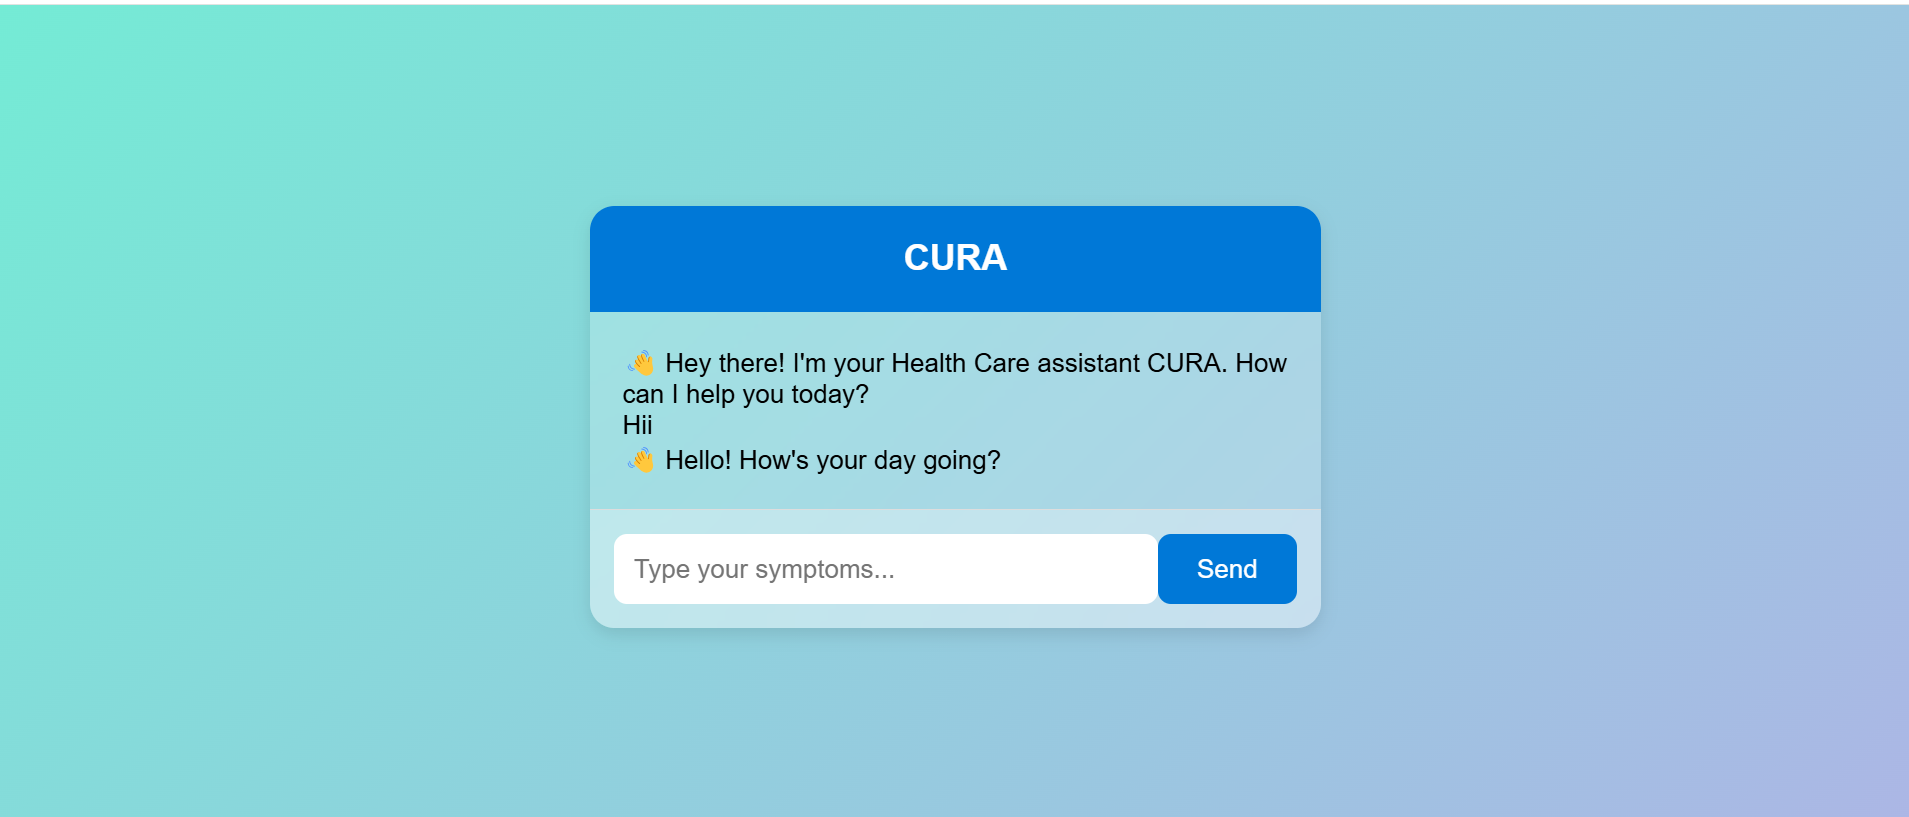 CURA
👋 Hey there! I'm your Health Care assistant CURA. How
can I help you today?
Hii
👋 Hello! How's your day going?
Type your symptoms...
Send